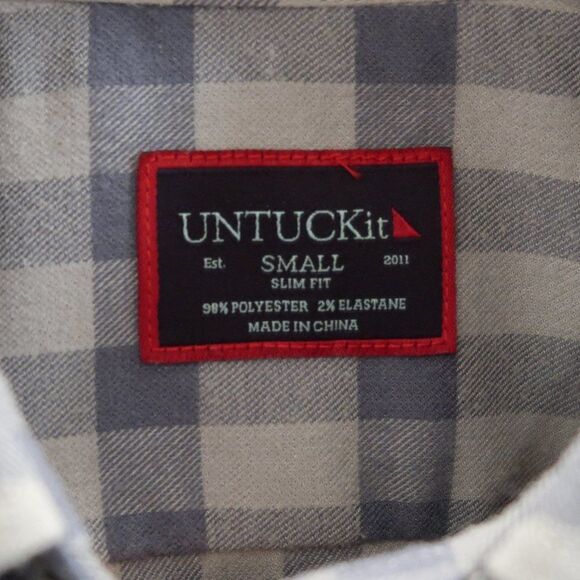 UNTUCKit
Est. SMALL 2011
SLIM FIT
98% POLYESTER 2% ELASTANE
MADE IN CHINA